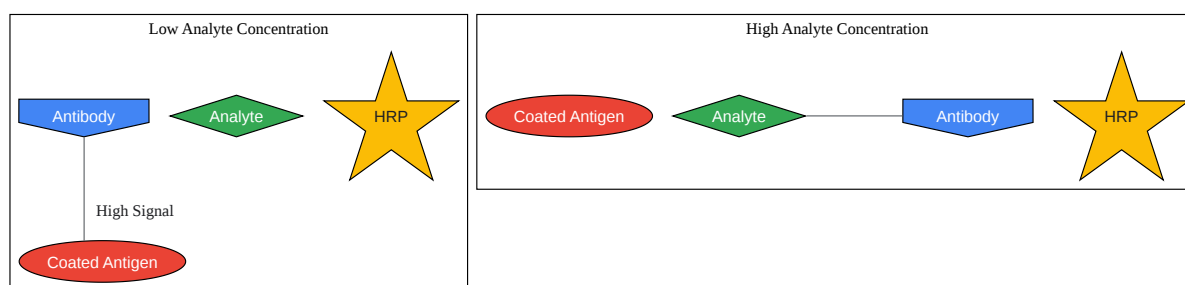 Low Analyte Concentration
Antibody
Analyte
HRP
High Signal
Coated Antigen
High Analyte Concentration
Coated Antigen
Analyte
Antibody
HRP